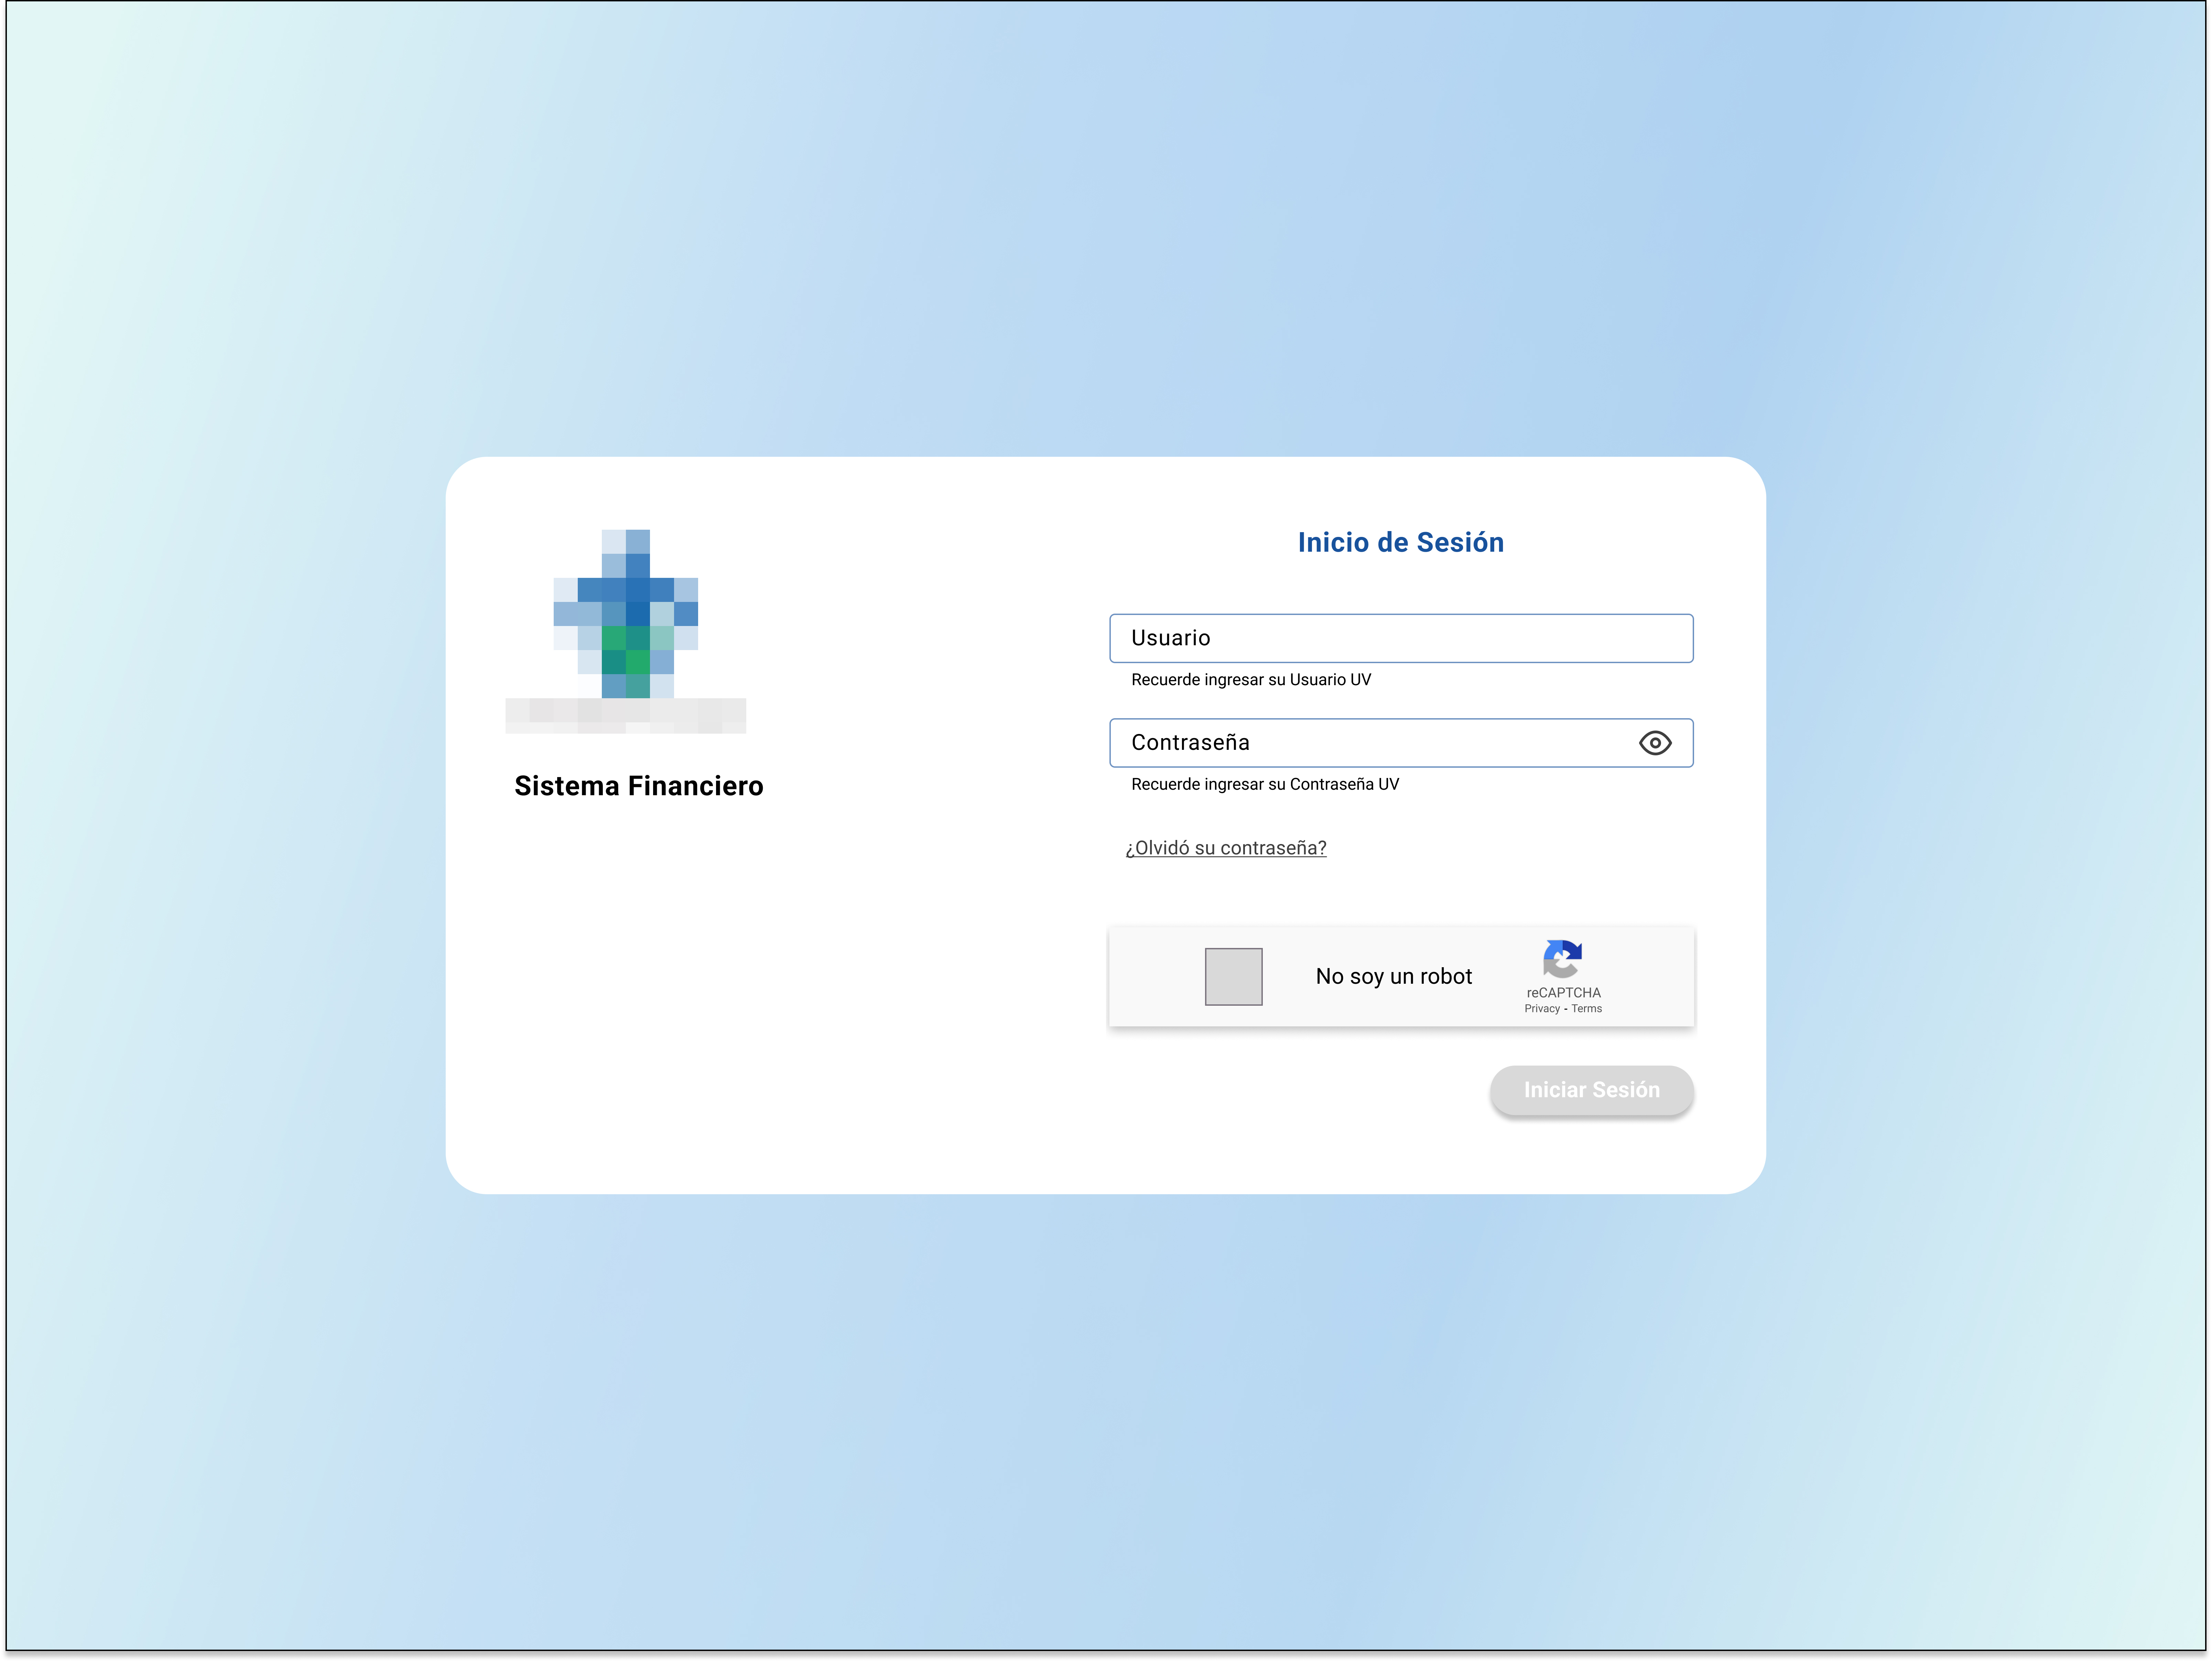 Sistema Financiero
Inicio de Sesión
Usuario
Recuerde ingresar su Usuario UV
Contraseña
Recuerde ingresar su Contraseña UV
¿Olvidó su contraseña?
No soy un robot
reCAPTCHA
Privacy - Terms
Iniciar Sesión